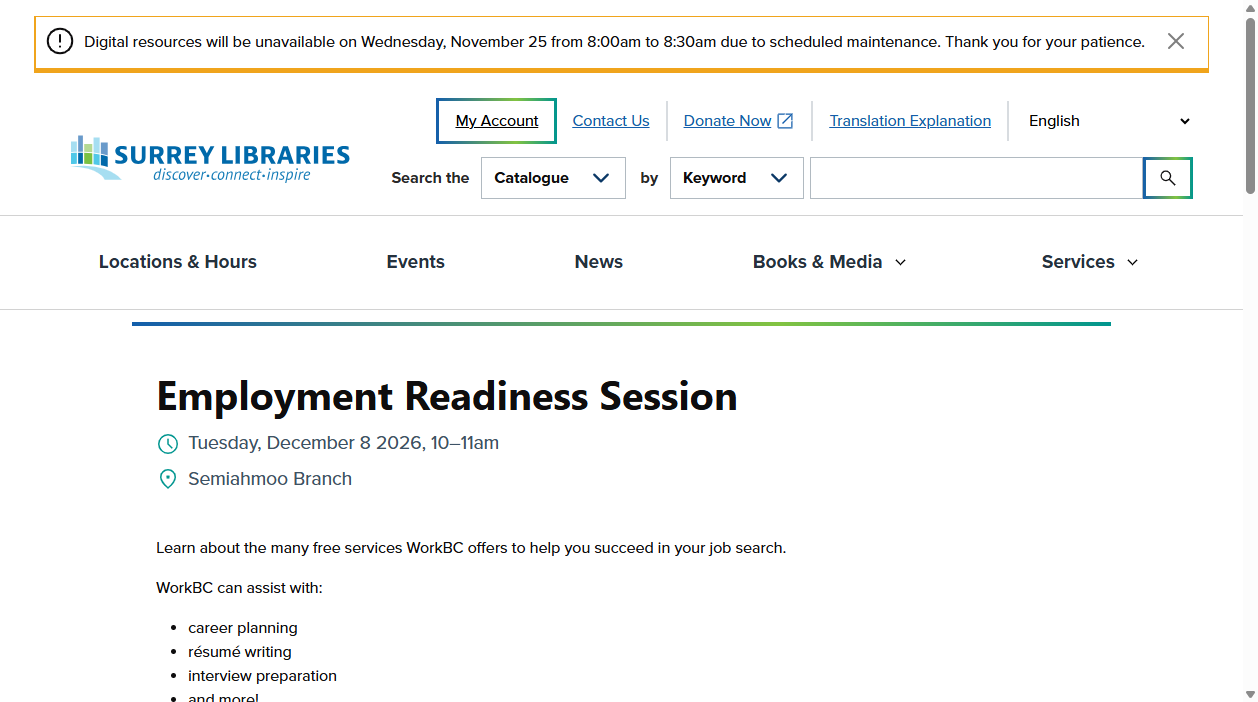 Digital resources will be unavailable on Wednesday, November 25 from 8:00am to 8:30am due to scheduled maintenance. Thank you for your patience.
My Account
Contact Us
Donate Now
Translation Explanation
English
SURREY LIBRARIES
discover•connect•inspire
Search the
Catalogue
by
Keyword
Locations & Hours
Events
News
Books & Media
Services
Employment Readiness Session
Tuesday, December 8 2026, 10–11am
Semiahmoo Branch
Learn about the many free services WorkBC offers to help you succeed in your job search.
WorkBC can assist with:
• career planning
• résumé writing
• interview preparation
• and more!